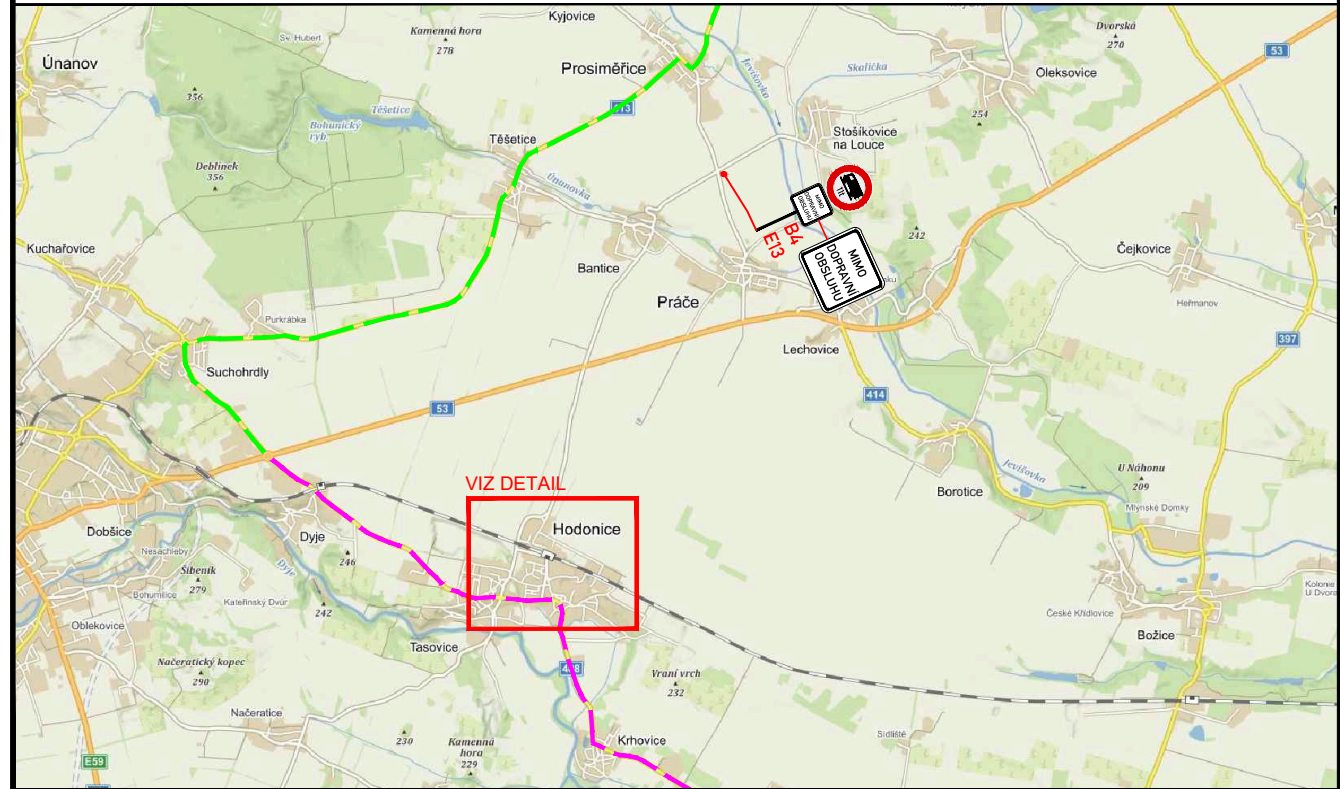 Kyjovice
Kamenná hora
278
Sv. Hubert
Únanov
Prosiměřice
Jevišovka
Skalička
Dvorská
270
53
Oleksovice
356
Těšetice
Bohunický
ryb
Těšetice
254
Stošíkovice
na Louce
Deblínek
356
Únanovka
11t
MIMO
DOPRAVNÍ
OBSLUHU
B4
E13
MIMO
DOPRAVNÍ
OBSLUHU
242
Kuchařovice
Bantice
Práče
Čejkovice
Heřmanov
Purkrábka
Suchohrdly
Lechovice
397
53
414
Jevišovka
U Náhonu
209
Borotice
Mlýnské Domky
VIZ DETAIL
Hodonice
Dobšice
Dyje
246
Nesachleby
Šibeník
279
Dyje
Bohumilice
Kateřinský Dvůr
242
Kolonie
U Dvora
České Křídlovice
Oblekovice
Božice
Tasovice
Načeratický kopec
290
408
Vraní vrch
232
Načeratice
230
Kamenná
hora
229
Krhovice
Sídliště
E59